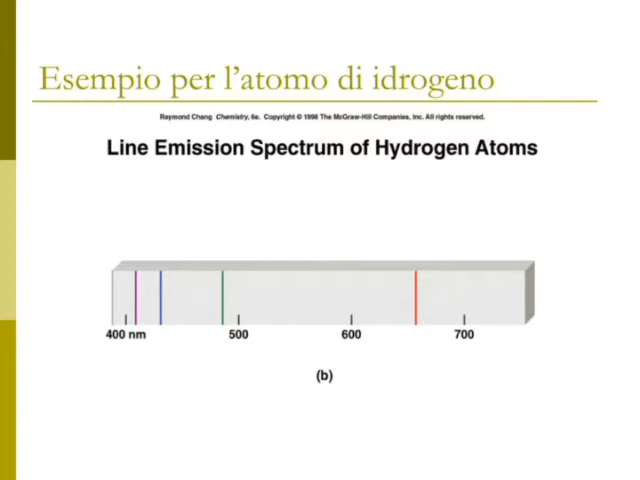 Esempio per l'atomo di idrogeno
Raymond Chang Chemistry, 6e. Copyright © 1998 The McGraw-Hill Companies, Inc. All rights reserved.
Line Emission Spectrum of Hydrogen Atoms
400 nm 500 600 700
(b)